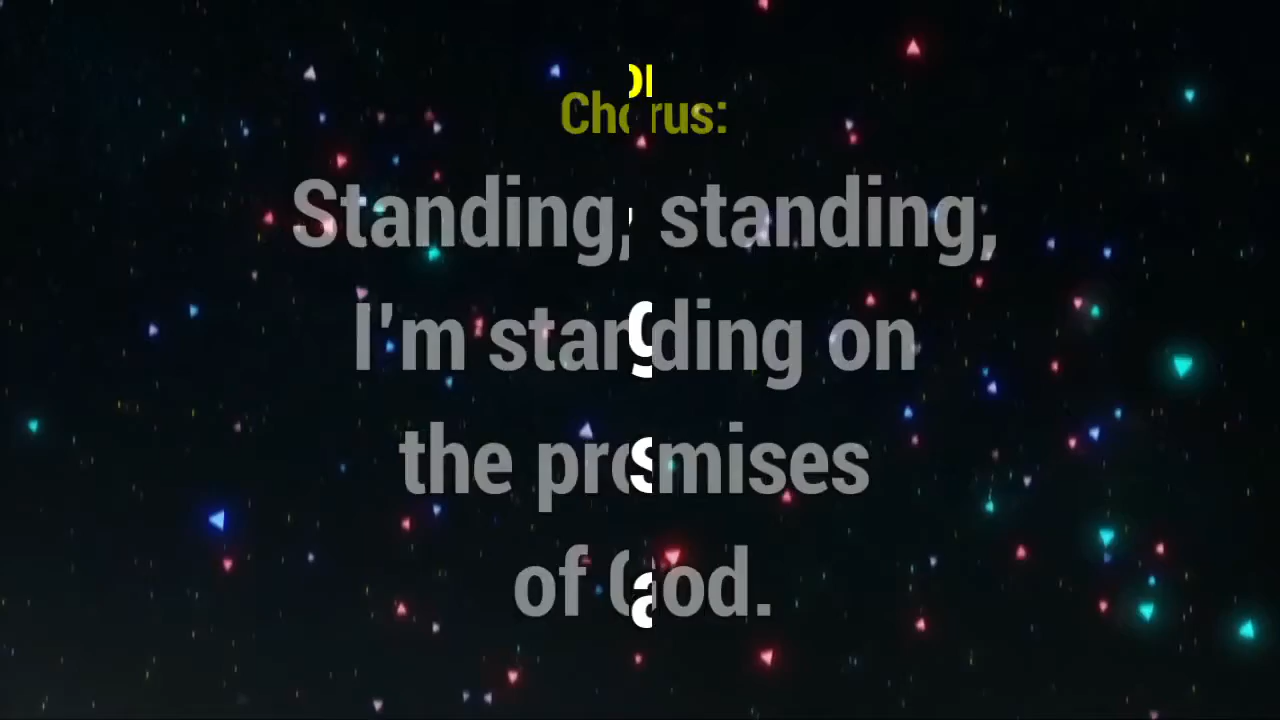 Chorus:
Standing, standing,
I'm standing on
the promises
of God.